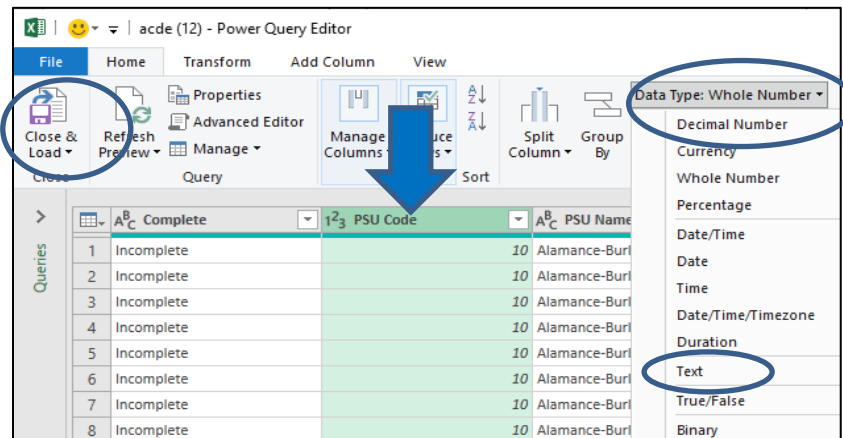 acde (12) - Power Query Editor
File Home Transform Add Column View
Properties
Advanced Editor
Manage
Close & Load
Refresh Preview
Manage Columns
Split Column
Group By
Data Type: Whole Number
Close Query Sort
Decimal Number
Currency
Whole Number
Percentage
Date/Time
Date
Time
Date/Time/Timezone
Duration
Text
True/False
Binary
Queries
ABC Complete 123 PSU Code ABC PSU Name
1 Incomplete 10 Alamance-Burl
2 Incomplete 10 Alamance-Burl
3 Incomplete 10 Alamance-Burl
4 Incomplete 10 Alamance-Burl
5 Incomplete 10 Alamance-Burl
6 Incomplete 10 Alamance-Burl
7 Incomplete 10 Alamance-Burl
8 Incomplete 10 Alamance-Burl